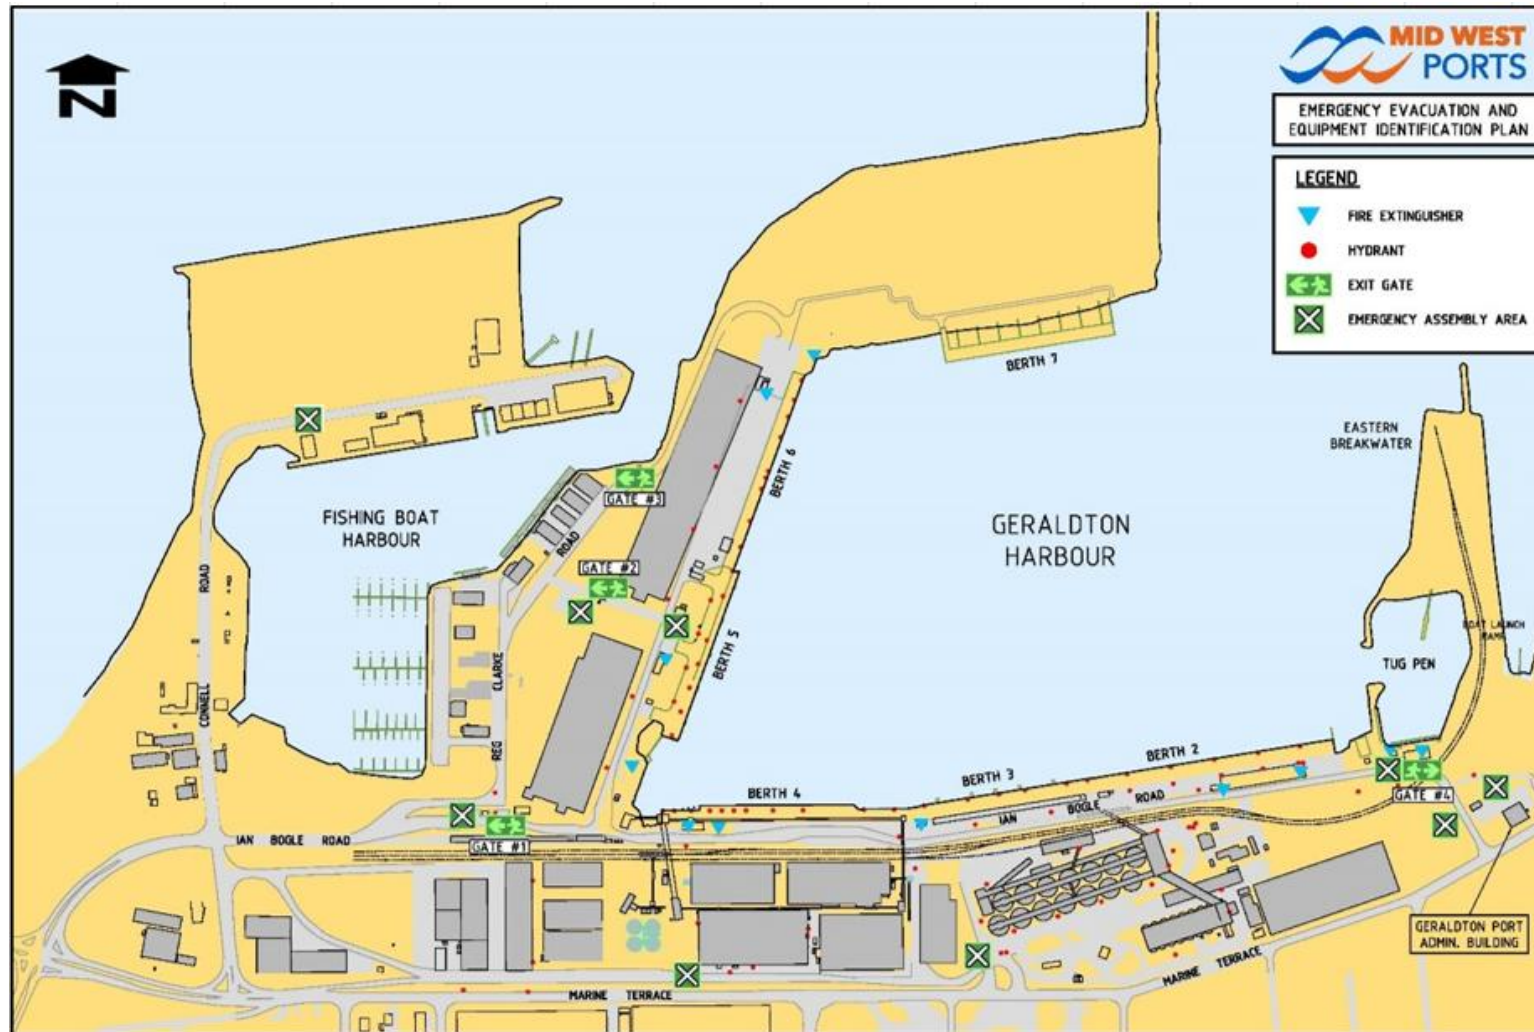 N
MID WEST
PORTS
EMERGENCY EVACUATION AND
EQUIPMENT IDENTIFICATION PLAN
LEGEND
FIRE EXTINGUISHER
HYDRANT
EXIT GATE
EMERGENCY ASSEMBLY AREA
BERTH 7
EASTERN
BREAKWATER
BERTH 6
GATE #3
FISHING BOAT
HARBOUR
GERALDTON
HARBOUR
ROAD
GATE #2
CONNELL ROAD
BERTH 5
BOAT LAUNCH
RAMP
TUG PEN
REG CLARKE
BERTH 2
BERTH 3
BERTH 4
GATE #4
IAN BOGLE ROAD
IAN BOGLE ROAD
GATE #1
GERALDTON PORT
ADMIN. BUILDING
MARINE TERRACE
MARINE TERRACE